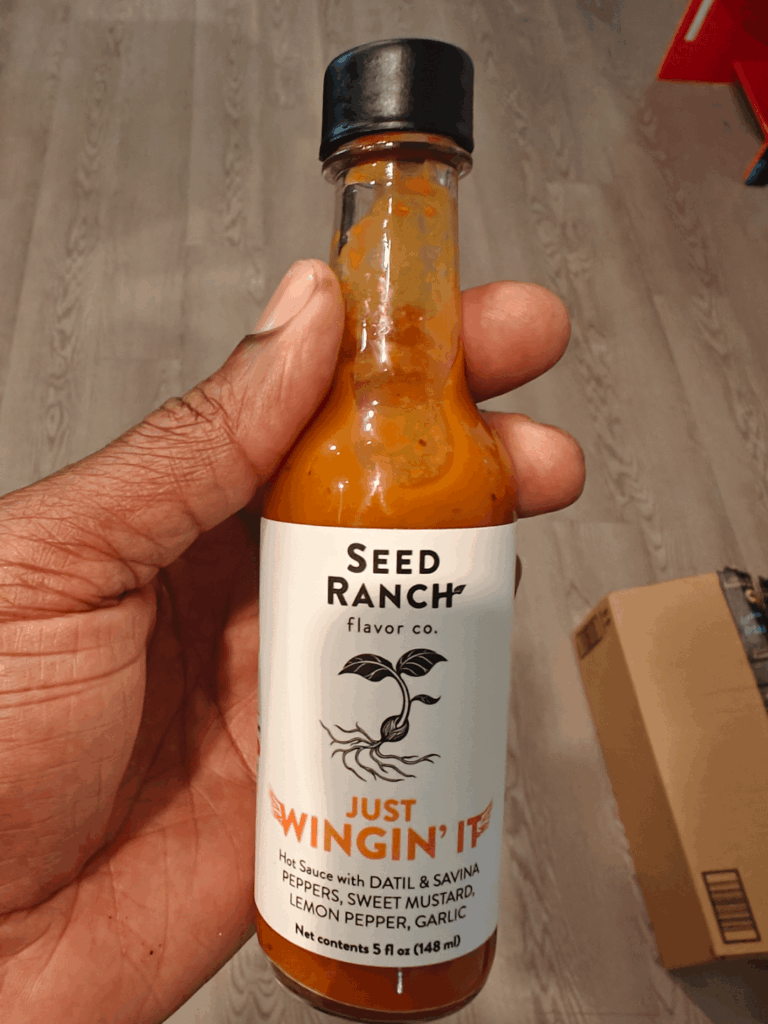 SEED
RANCH
flavor co.
JUST
WINGIN' IT
Hot Sauce with DATIL & SAVINA
PEPPERS, SWEET MUSTARD,
LEMON PEPPER, GARLIC
Net contents 5 fl oz (148 ml)